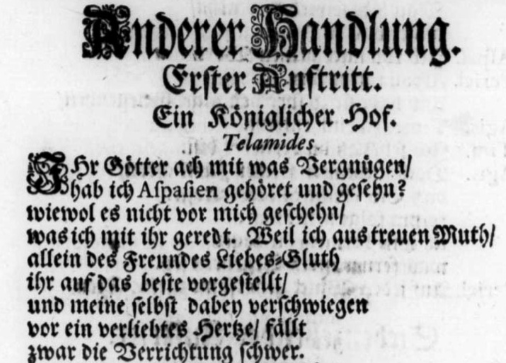 Anderer Handlung.
Erster Auftritt.
Ein Königlicher Hof.
Telamides.
IHr Götter ach mit was Vergnügen/
hab ich Aspasien gehöret und gesehn?
wiewol es nicht vor mich geschehn/
was ich mit ihr geredt. Weil ich aus treuen Muth/
allein des Freundes Liebes-Gluth
ihr auf das beste vorgestellt/
und meine selbst dabey verschwiegen
vor ein verliebtes Hertze/ fällt
zwar die Verrichtung schwer.